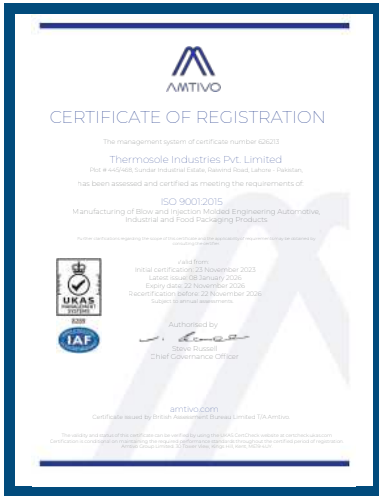 AMTIVO
CERTIFICATE OF REGISTRATION
The management system of certificate number 626213
Thermosole Industries Pvt. Limited
Plot # 445/468, Sundar Industrial Estate, Raiwind Road, Lahore - Pakistan,
has been assessed and certified as meeting the requirements of:
ISO 9001:2015
Manufacturing of Blow and Injection Molded Engineering Automotive,
Industrial and Food Packaging Products.
Valid from:
Initial certification: 23 November 2023
Latest issue: 08 January 2026
Expiry date: 22 November 2026
Recertification before: 22 November 2026
Subject to annual assessments
UKAS
MANAGEMENT
SYSTEMS
8289
IAF
Authorised by
Steve Russell
Chief Governance Officer
amtivo.com
Certificate issued by British Assessment Bureau Limited T/A Amtivo